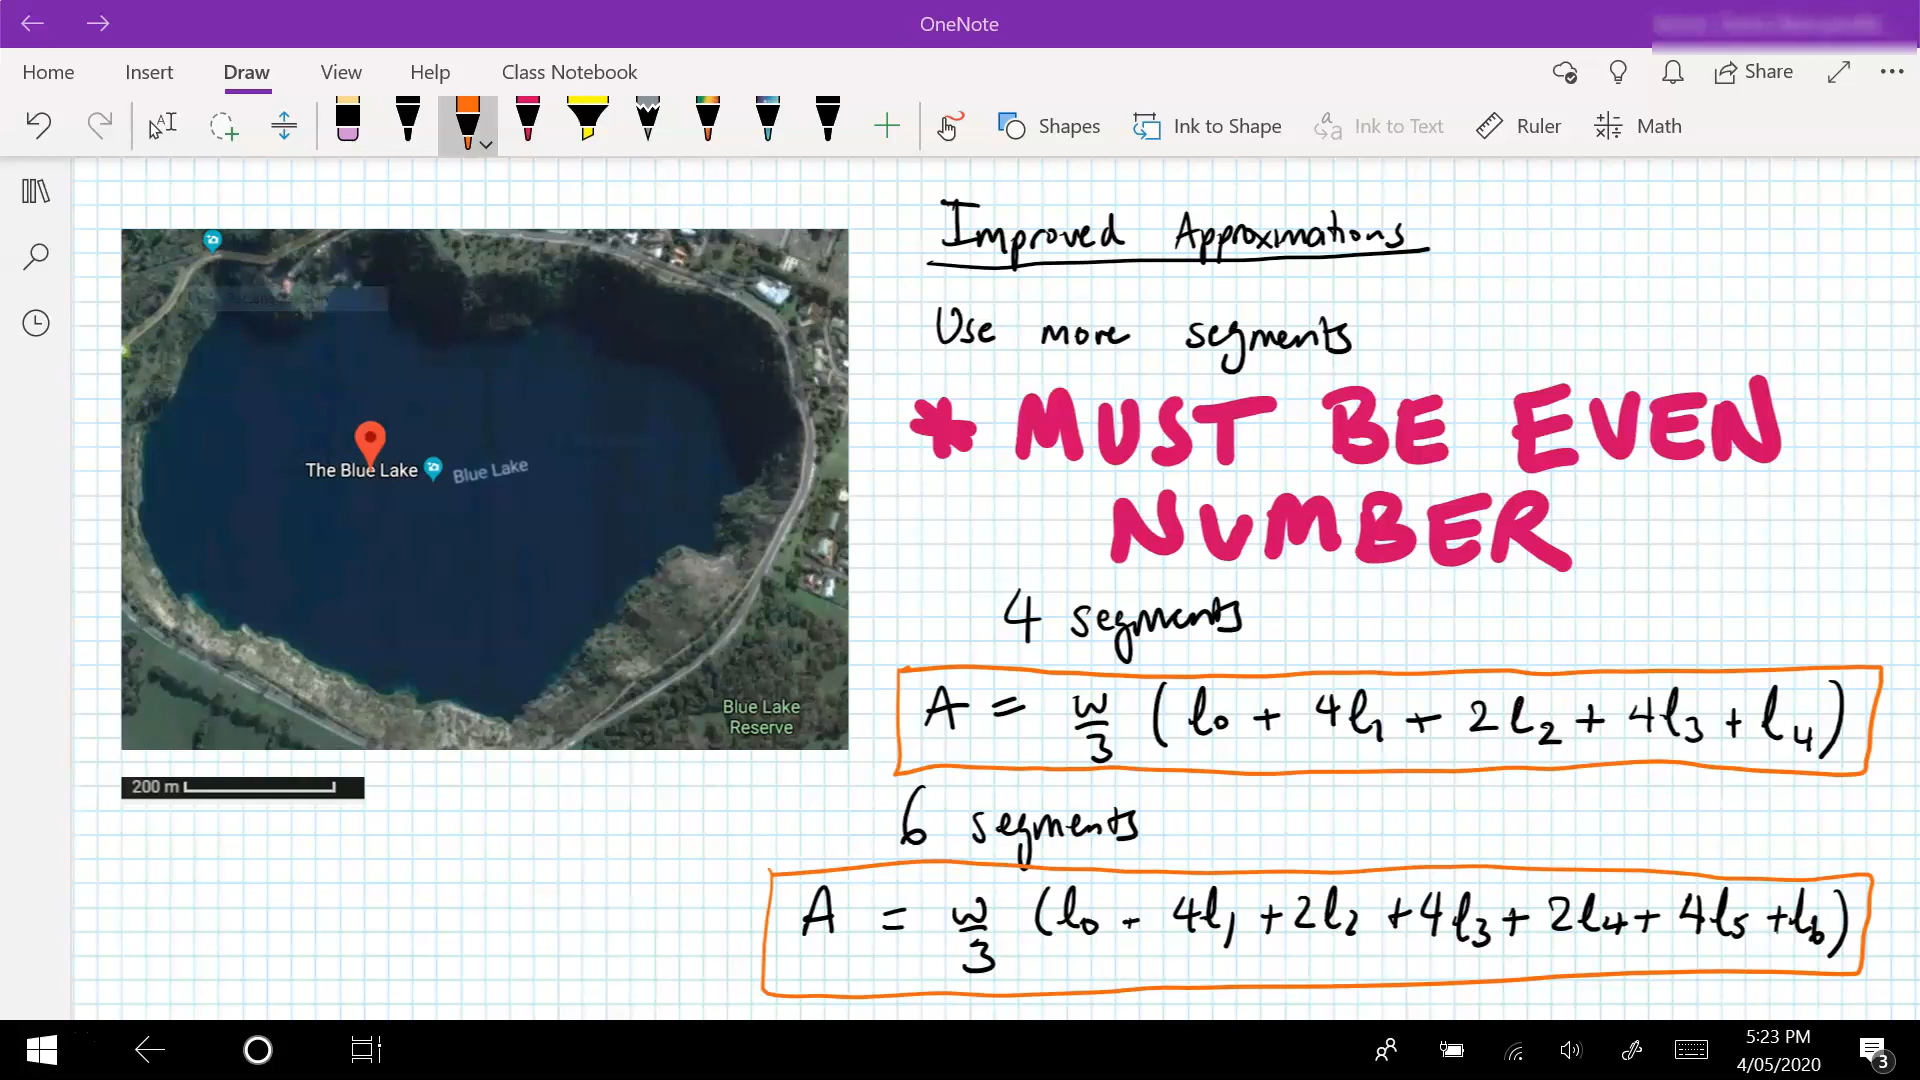 OneNote
Home Insert Draw View Help Class Notebook Share
Shapes Ink to Shape Ink to Text Ruler Math
Improved Approximations
Use more segments
* MUST BE EVEN
NUMBER
The Blue Lake
Blue Lake
Blue Lake
Reserve
200 m
4 segments
A = w/3 (l₀ + 4l₁ + 2l₂ + 4l₃ + l₄)
6 segments
A = w/3 (l₀ - 4l₁ + 2l₂ + 4l₃ + 2l₄ + 4l₅ + l₆)
5:23 PM
4/05/2020
3